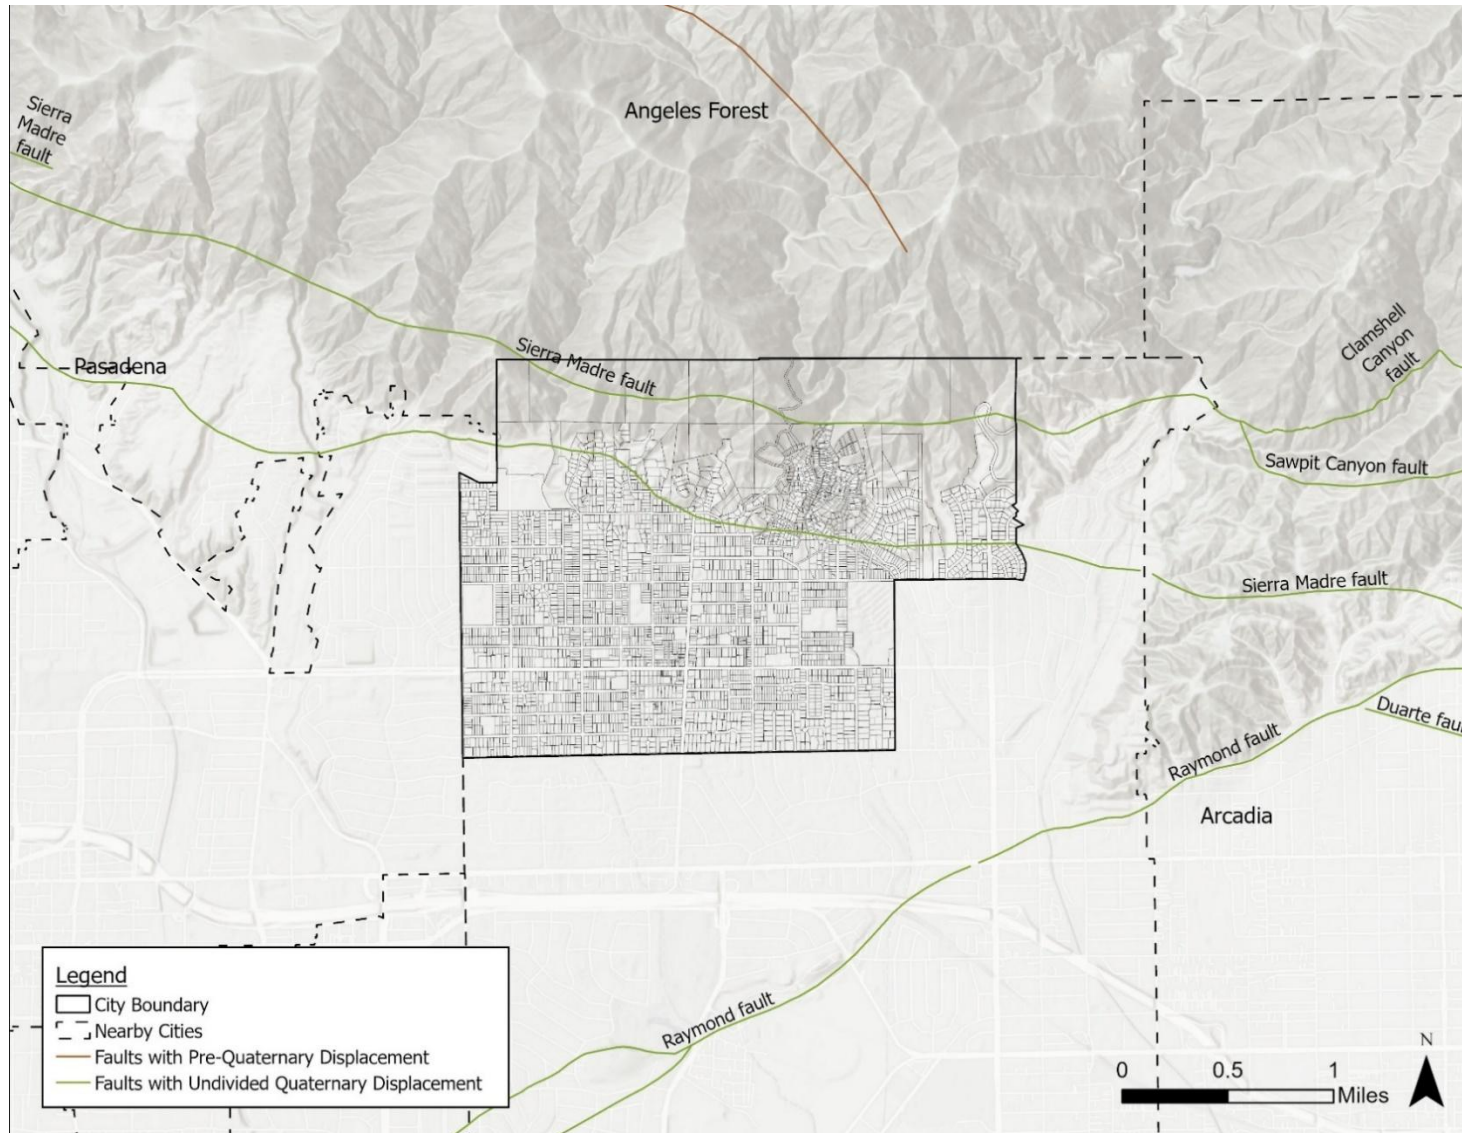 Sierra
Madre
fault
Angeles Forest
Clamshell
Canyon
fault
Pasadena
Sierra Madre fault
Sawpit Canyon fault
Sierra Madre fault
Duarte fau
Raymond fault
Arcadia
Raymond fault
Legend
City Boundary
Nearby Cities
Faults with Pre-Quaternary Displacement
Faults with Undivided Quaternary Displacement
N
0 0.5 1
Miles